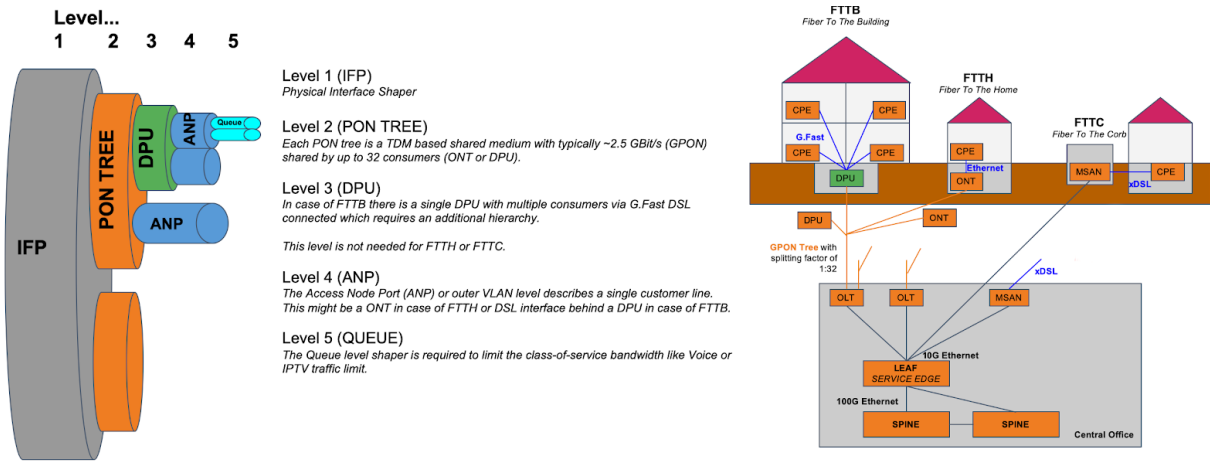 Level...
1 2 3 4 5
IFP
PON TREE
DPU
ANP
Queue
ANP
Level 1 (IFP)
Physical Interface Shaper
Level 2 (PON TREE)
Each PON tree is a TDM based shared medium with typically ~2.5 GBit/s (GPON)
shared by up to 32 consumers (ONT or DPU).
Level 3 (DPU)
In case of FTTB there is a single DPU with multiple consumers via G.Fast DSL
connected which requires an additional hierarchy.
This level is not needed for FTTH or FTTC.
Level 4 (ANP)
The Access Node Port (ANP) or outer VLAN level describes a single customer line.
This might be a ONT in case of FTTH or DSL interface behind a DPU in case of FTTB.
Level 5 (QUEUE)
The Queue level shaper is required to limit the class-of-service bandwidth like Voice or
IPTV traffic limit.
FTTB
Fiber To The Building
FTTH
Fiber To The Home
FTTC
Fiber To The Corb
CPE
CPE
G.Fast
CPE
CPE
DPU
CPE
Ethernet
ONT
MSAN
xDSL
CPE
DPU
ONT
GPON Tree with
splitting factor of
1:32
xDSL
OLT
OLT
MSAN
10G Ethernet
LEAF
SERVICE EDGE
100G Ethernet
SPINE
SPINE
Central Office